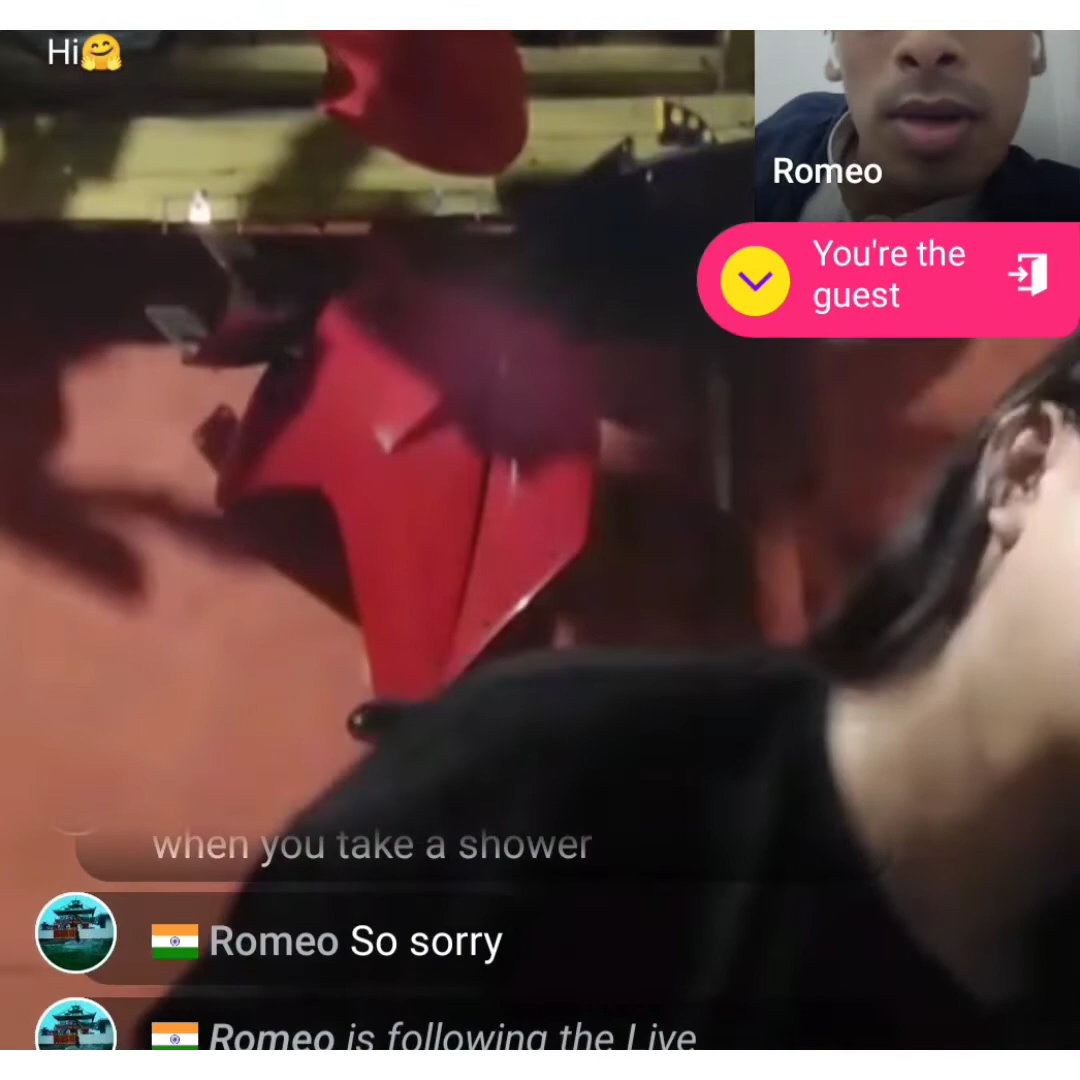 Hi🤗
Romeo
You're the
guest
when you take a shower
Romeo So sorry
Romeo is following the Live